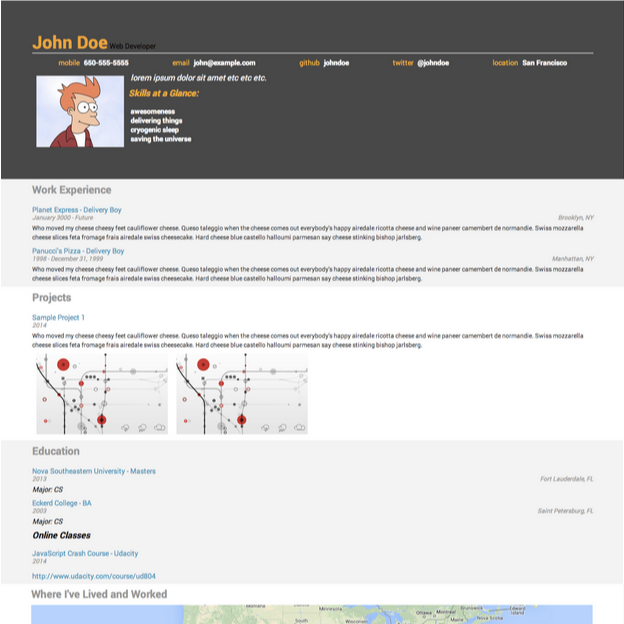 John Doe Web Developer
mobile 650-555-5555 email john@example.com github johndoe twitter @johndoe location San Francisco
lorem ipsum dolor sit amet etc etc etc.
Skills at a Glance:
awesomeness
delivering things
cryogenic sleep
saving the universe
Work Experience
Planet Express - Delivery Boy
January 3000 - Future Brooklyn, NY
Who moved my cheese cheesy feet cauliflower cheese. Queso taleggio when the cheese comes out everybody's happy airedale ricotta cheese and wine paneer camembert de normandie. Swiss mozzarella
cheese slices feta fromage frais airedale swiss cheesecake. Hard cheese blue castello halloumi parmesan say cheese stinking bishop jarlsberg.
Panucci's Pizza - Delivery Boy
1998 - December 31, 1999 Manhattan, NY
Who moved my cheese cheesy feet cauliflower cheese. Queso taleggio when the cheese comes out everybody's happy airedale ricotta cheese and wine paneer camembert de normandie. Swiss mozzarella
cheese slices feta fromage frais airedale swiss cheesecake. Hard cheese blue castello halloumi parmesan say cheese stinking bishop jarlsberg.
Projects
Sample Project 1
2014
Who moved my cheese cheesy feet cauliflower cheese. Queso taleggio when the cheese comes out everybody's happy airedale ricotta cheese and wine paneer camembert de normandie. Swiss mozzarella
cheese slices feta fromage frais airedale swiss cheesecake. Hard cheese blue castello halloumi parmesan say cheese stinking bishop jarlsberg.
Education
Nova Southeastern University - Masters
2013 Fort Lauderdale, FL
Major: CS
Eckerd College - BA
2003 Saint Petersburg, FL
Major: CS
Online Classes
JavaScript Crash Course - Udacity
2014
http://www.udacity.com/course/ud804
Where I've Lived and Worked
Montana Minnesota Ottawa Montreal Brunswick Edward Island
South Wisconsin Maine Nova Scotia